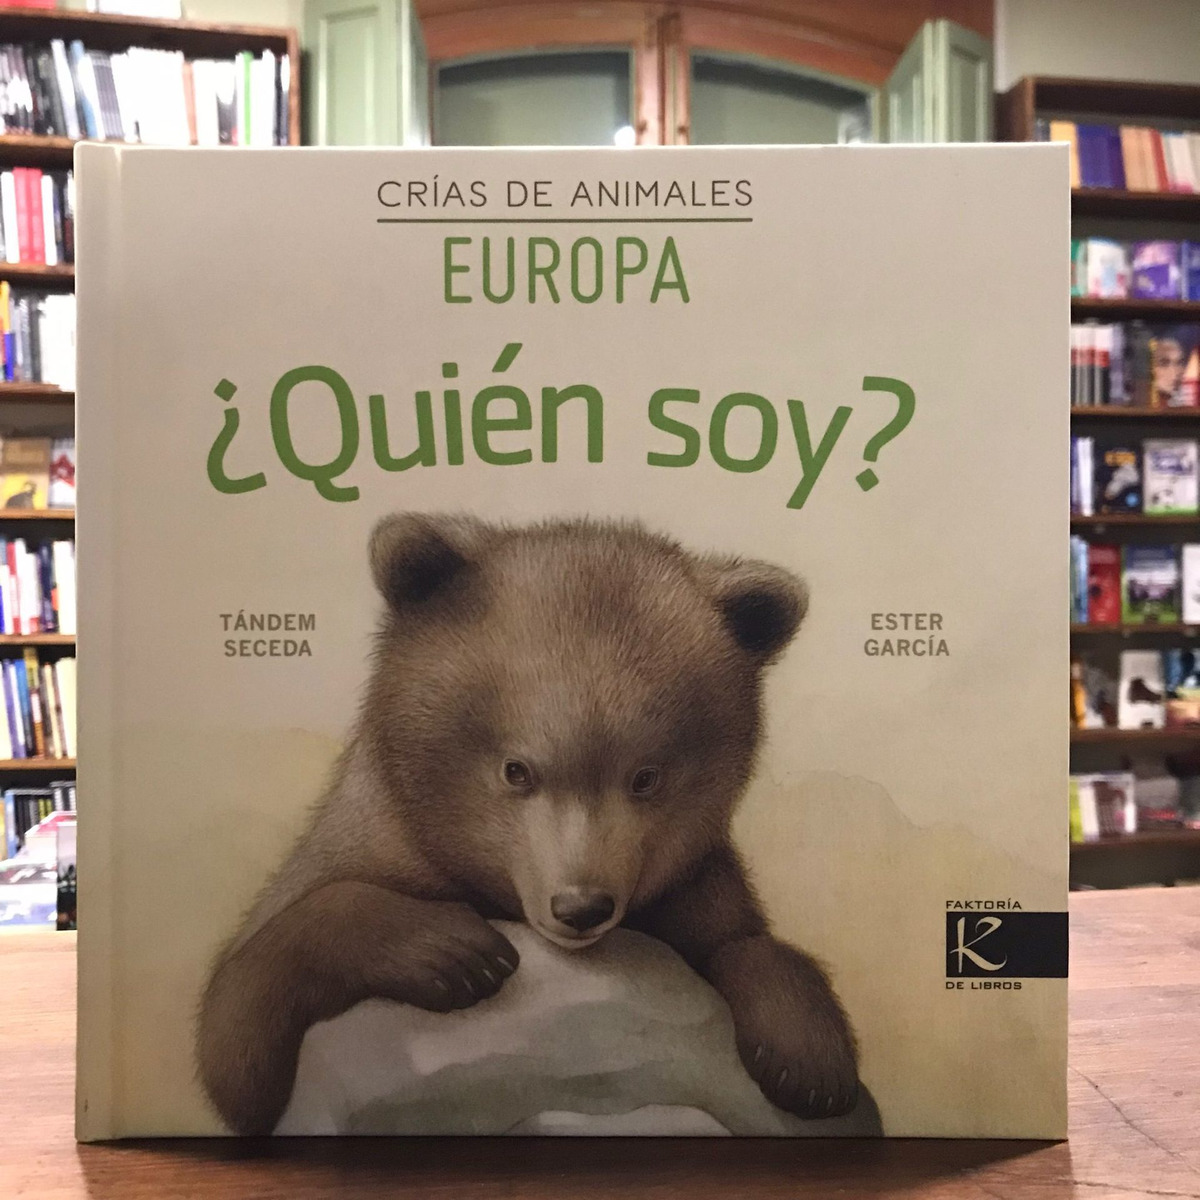 CRÍAS DE ANIMALES
EUROPA
¿Quién soy?
TÁNDEM
SECEDA
ESTER
GARCÍA
FAKTORÍA
K
DE LIBROS